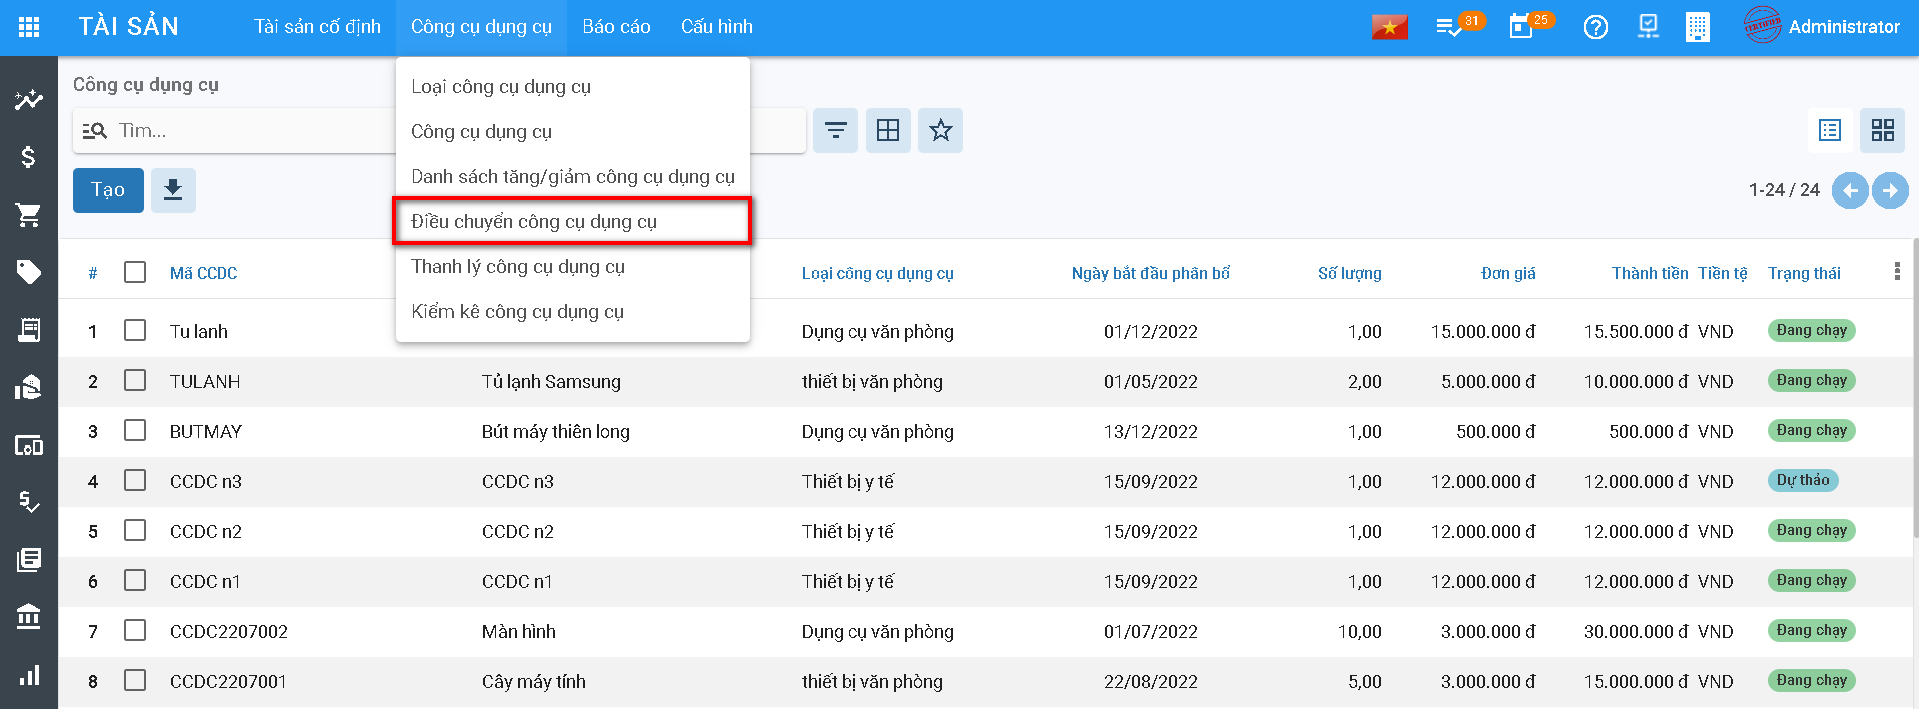 TÀI SẢN Tài sản cố định Công cụ dụng cụ Báo cáo Cấu hình 31 25 CERTIFIED Administrator
Công cụ dụng cụ
Tìm...
Tạo
1-24 / 24
Loại công cụ dụng cụ
Công cụ dụng cụ
Danh sách tăng/giảm công cụ dụng cụ
Điều chuyển công cụ dụng cụ
Thanh lý công cụ dụng cụ
Kiểm kê công cụ dụng cụ
# Mã CCDC Loại công cụ dụng cụ Ngày bắt đầu phân bổ Số lượng Đơn giá Thành tiền Tiền tệ Trạng thái
1 Tu lanh Dụng cụ văn phòng 01/12/2022 1,00 15.000.000 đ 15.500.000 đ VND Đang chạy
2 TULANH Tủ lạnh Samsung thiết bị văn phòng 01/05/2022 2,00 5.000.000 đ 10.000.000 đ VND Đang chạy
3 BUTMAY Bút máy thiên long Dụng cụ văn phòng 13/12/2022 1,00 500.000 đ 500.000 đ VND Đang chạy
4 CCDC n3 CCDC n3 Thiết bị y tế 15/09/2022 1,00 12.000.000 đ 12.000.000 đ VND Dự thảo
5 CCDC n2 CCDC n2 Thiết bị y tế 15/09/2022 1,00 12.000.000 đ 12.000.000 đ VND Đang chạy
6 CCDC n1 CCDC n1 Thiết bị y tế 15/09/2022 1,00 12.000.000 đ 12.000.000 đ VND Đang chạy
7 CCDC2207002 Màn hình Dụng cụ văn phòng 01/07/2022 10,00 3.000.000 đ 30.000.000 đ VND Đang chạy
8 CCDC2207001 Cây máy tính thiết bị văn phòng 22/08/2022 5,00 3.000.000 đ 15.000.000 đ VND Đang chạy